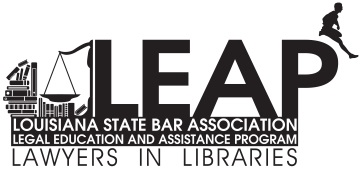 LEAP
LOUISIANA STATE BAR ASSOCIATION
LEGAL EDUCATION AND ASSISTANCE PROGRAM
LAWYERS IN LIBRARIES